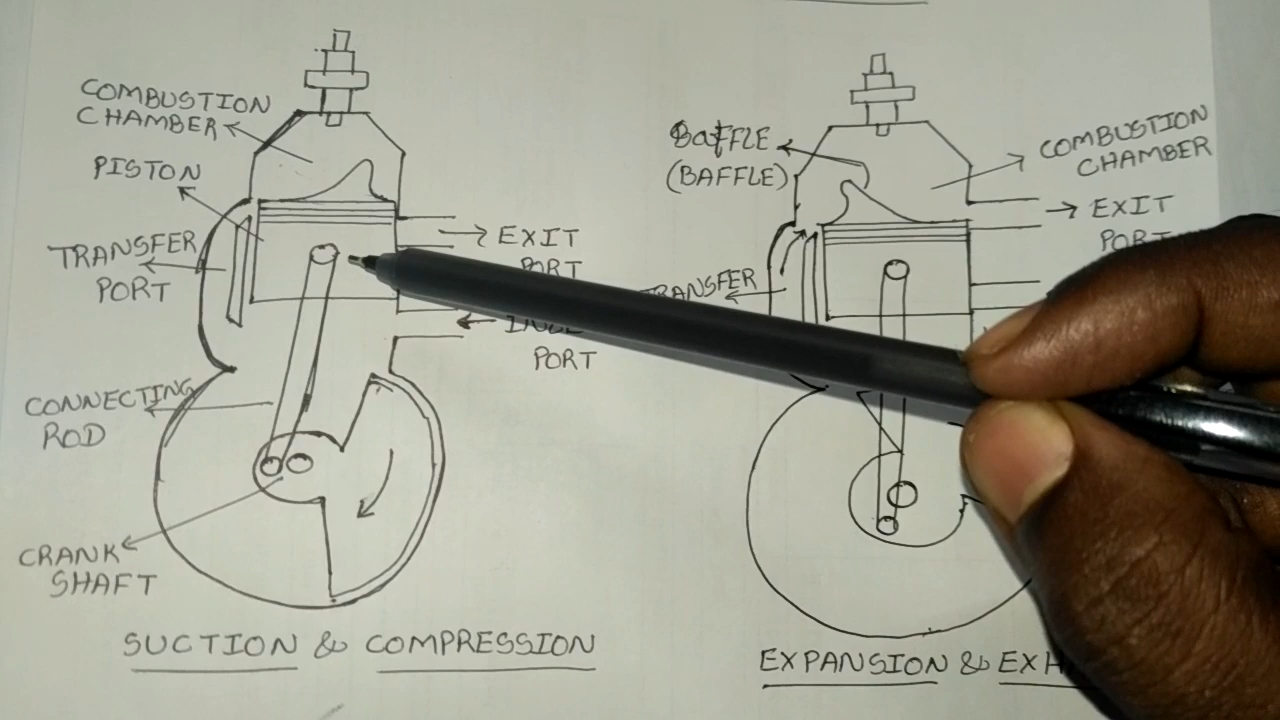 COMBUSTION
CHAMBER
PISTON
TRANSFER
PORT
EXIT
PORT
PORT
CONNECTING
ROD
CRANK
SHAFT
SUCTION & COMPRESSION
BAFFLE
(BAFFLE)
COMBUSTION
CHAMBER
EXIT
PORT
TRANSFER
EXPANSION &